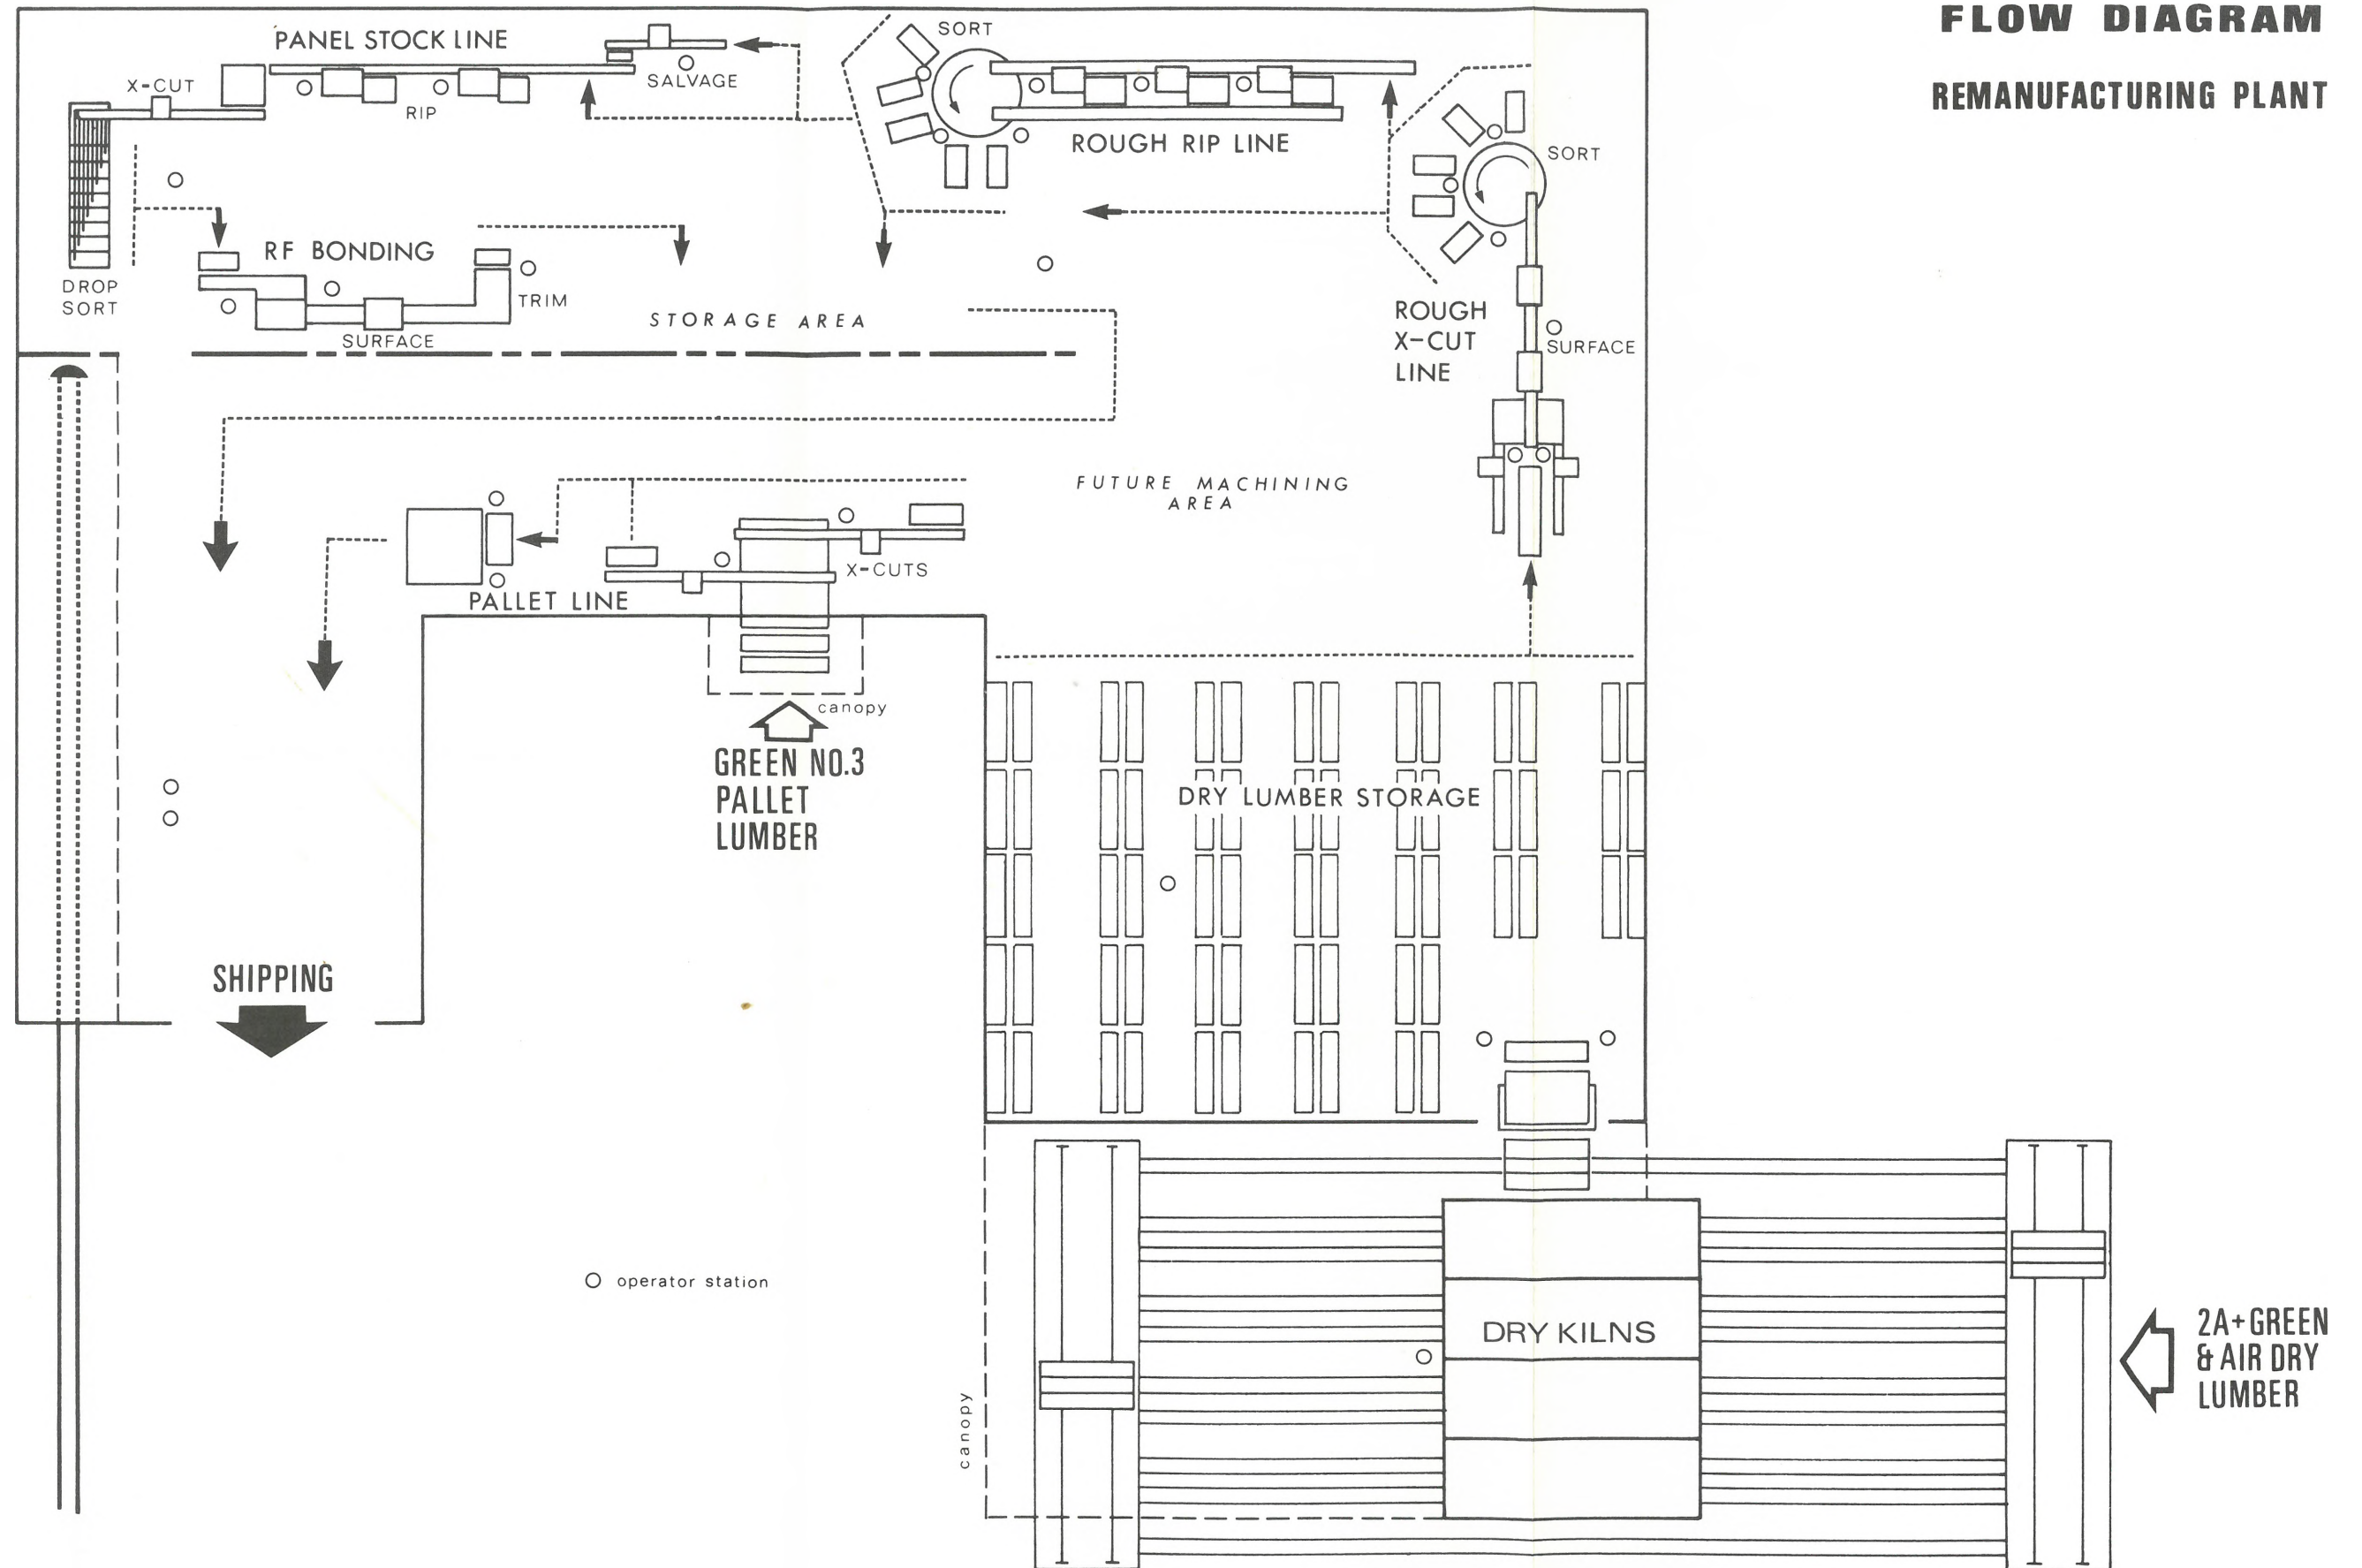 FLOW DIAGRAM
REMANUFACTURING PLANT
PANEL STOCK LINE
X-CUT
RIP
SALVAGE
SORT
ROUGH RIP LINE
SORT
DROP
SORT
RF BONDING
TRIM
SURFACE
STORAGE AREA
ROUGH
X-CUT
LINE
SURFACE
FUTURE MACHINING
AREA
X-CUTS
PALLET LINE
canopy
GREEN NO.3
PALLET
LUMBER
DRY LUMBER STORAGE
SHIPPING
operator station
canopy
DRY KILNS
2A+GREEN
& AIR DRY
LUMBER